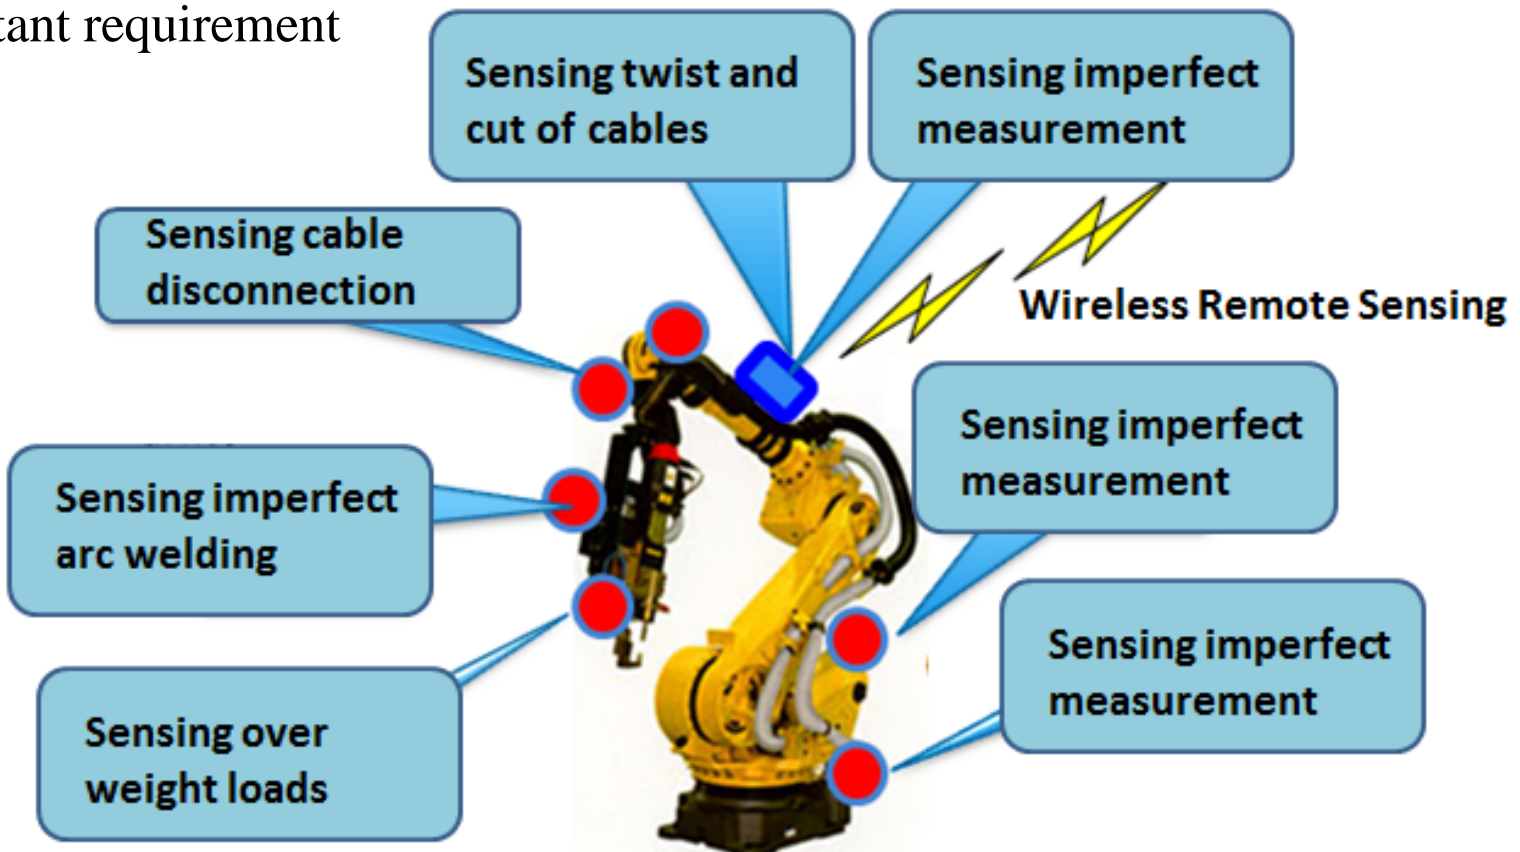 tant requirement
Sensing twist and
cut of cables
Sensing imperfect
measurement
Sensing cable
disconnection
Wireless Remote Sensing
Sensing imperfect
measurement
Sensing imperfect
arc welding
Sensing imperfect
measurement
Sensing over
weight loads